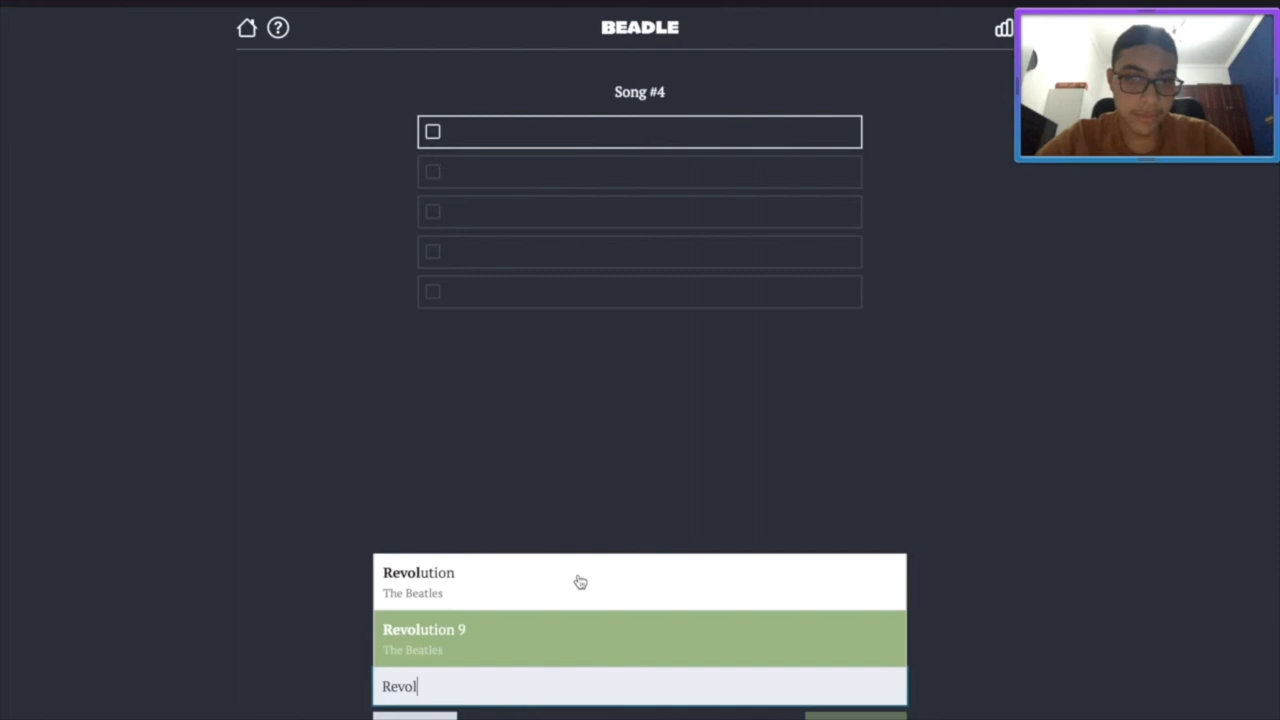 BEADLE
Song #4
Revolution
The Beatles
Revolution 9
The Beatles
Revol